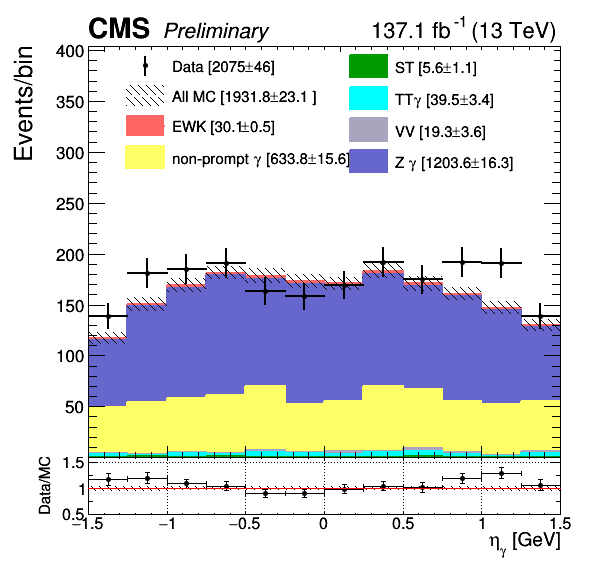 CMS Preliminary 137.1 fb⁻¹ (13 TeV)
Events/bin
400
350
300
250
200
150
100
50
Data [2075±46]
All MC [1931.8±23.1 ]
EWK [30.1±0.5]
non-prompt γ [633.8±15.6]
ST [5.6±1.1]
TTγ [39.5±3.4]
VV [19.3±3.6]
Z γ [1203.6±16.3]
Data/MC
1.5
1
0.5
−1.5 −1 −0.5 0 0.5 1 1.5
η_γ [GeV]